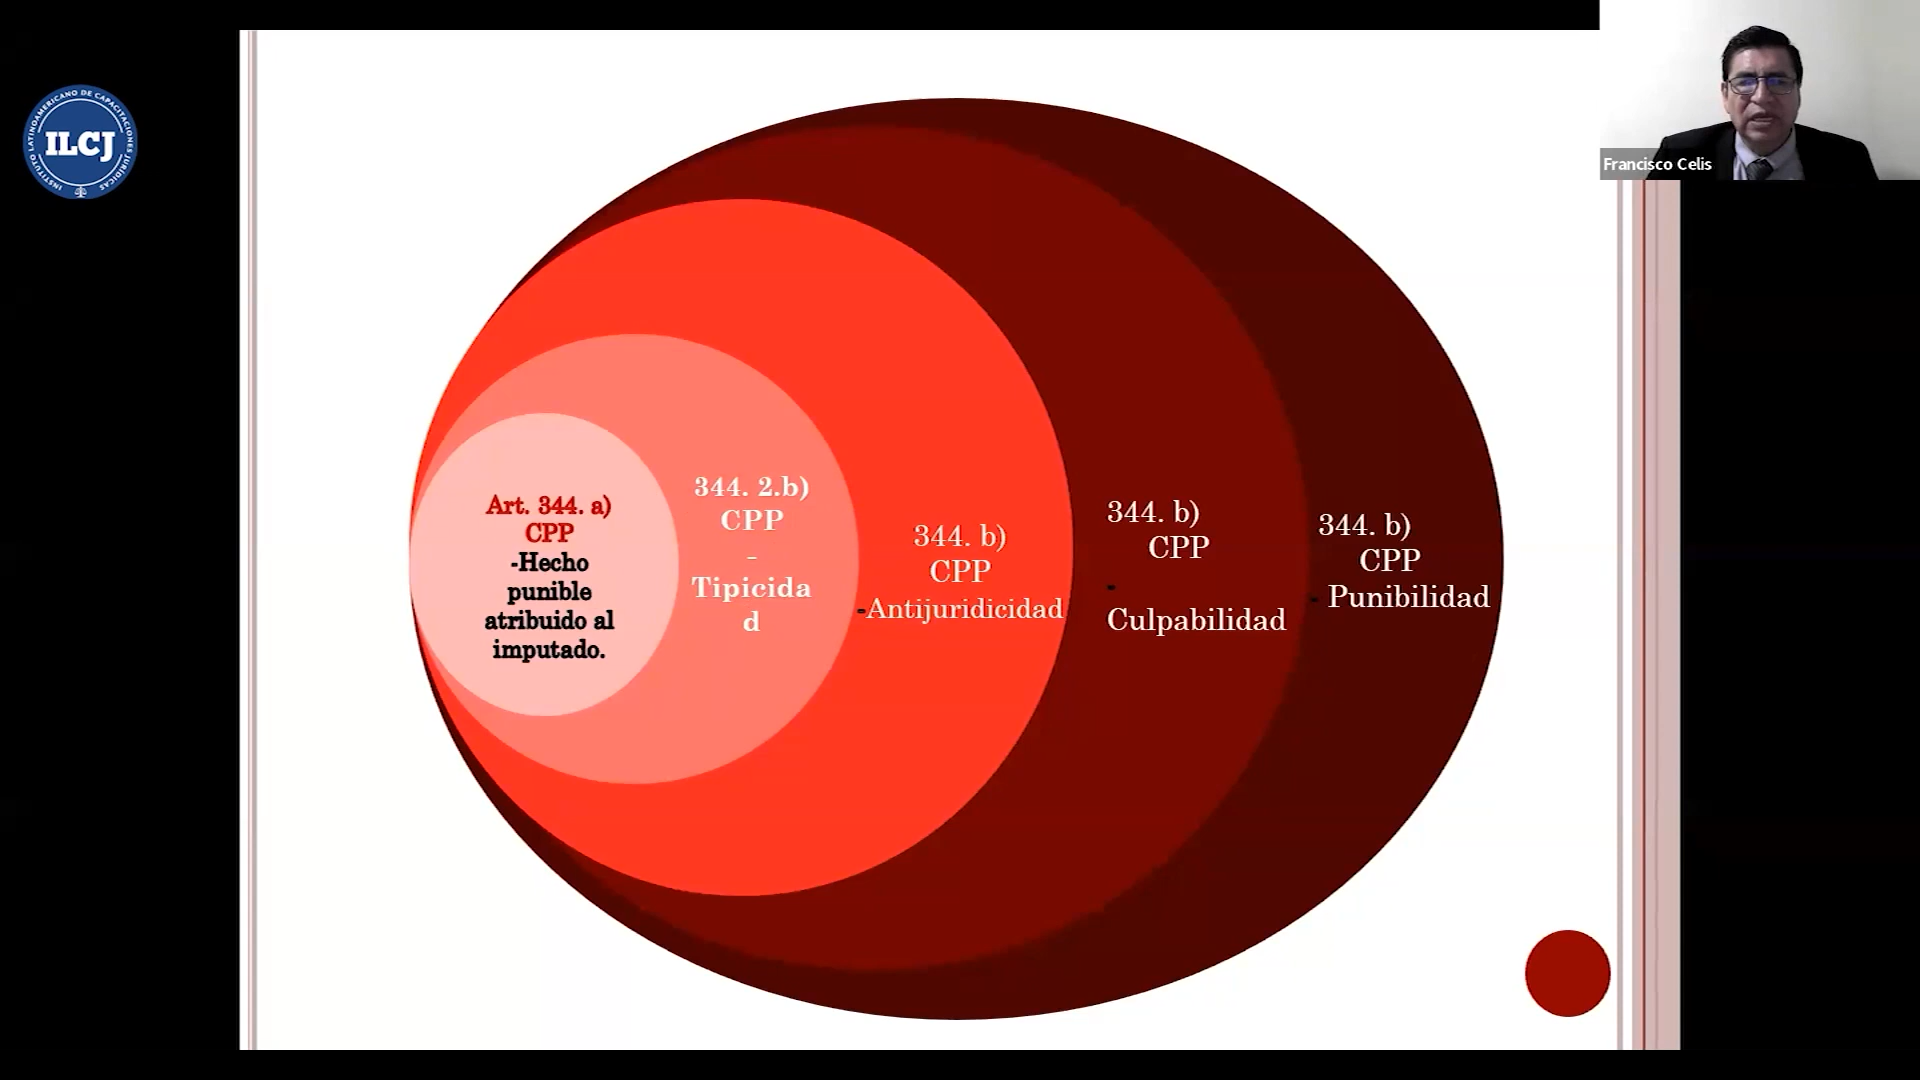 INSTITUTO LATINOAMERICANO DE CAPACITACIONES JURÍDICAS
ILCJ
Francisco Celis
Art. 344. a)
CPP
-Hecho
punible
atribuido al
imputado.
344. 2.b)
CPP
-
Tipicida
d
344. b)
CPP
-Antijuridicidad
344. b)
CPP
-
Culpabilidad
344. b)
CPP
- Punibilidad